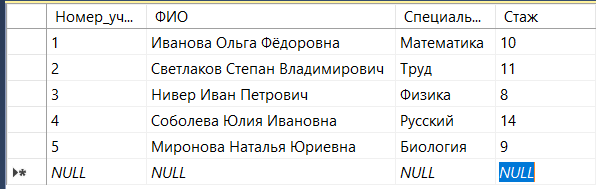 Номер_уч... ФИО Специаль... Стаж
1 Иванова Ольга Фёдоровна Математика 10
2 Светлаков Степан Владимирович Труд 11
3 Нивер Иван Петрович Физика 8
4 Соболева Юлия Ивановна Русский 14
5 Миронова Наталья Юриевна Биология 9
NULL NULL NULL NULL